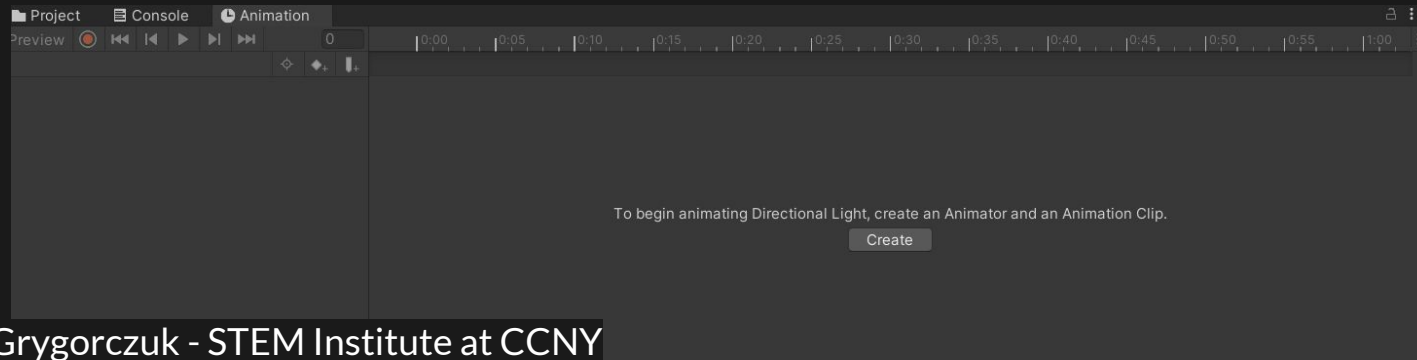 Project Console Animation
Preview 0 0:00 0:05 0:10 0:15 0:20 0:25 0:30 0:35 0:40 0:45 0:50 0:55 1:00
To begin animating Directional Light, create an Animator and an Animation Clip.
Create
Grygorczuk - STEM Institute at CCNY